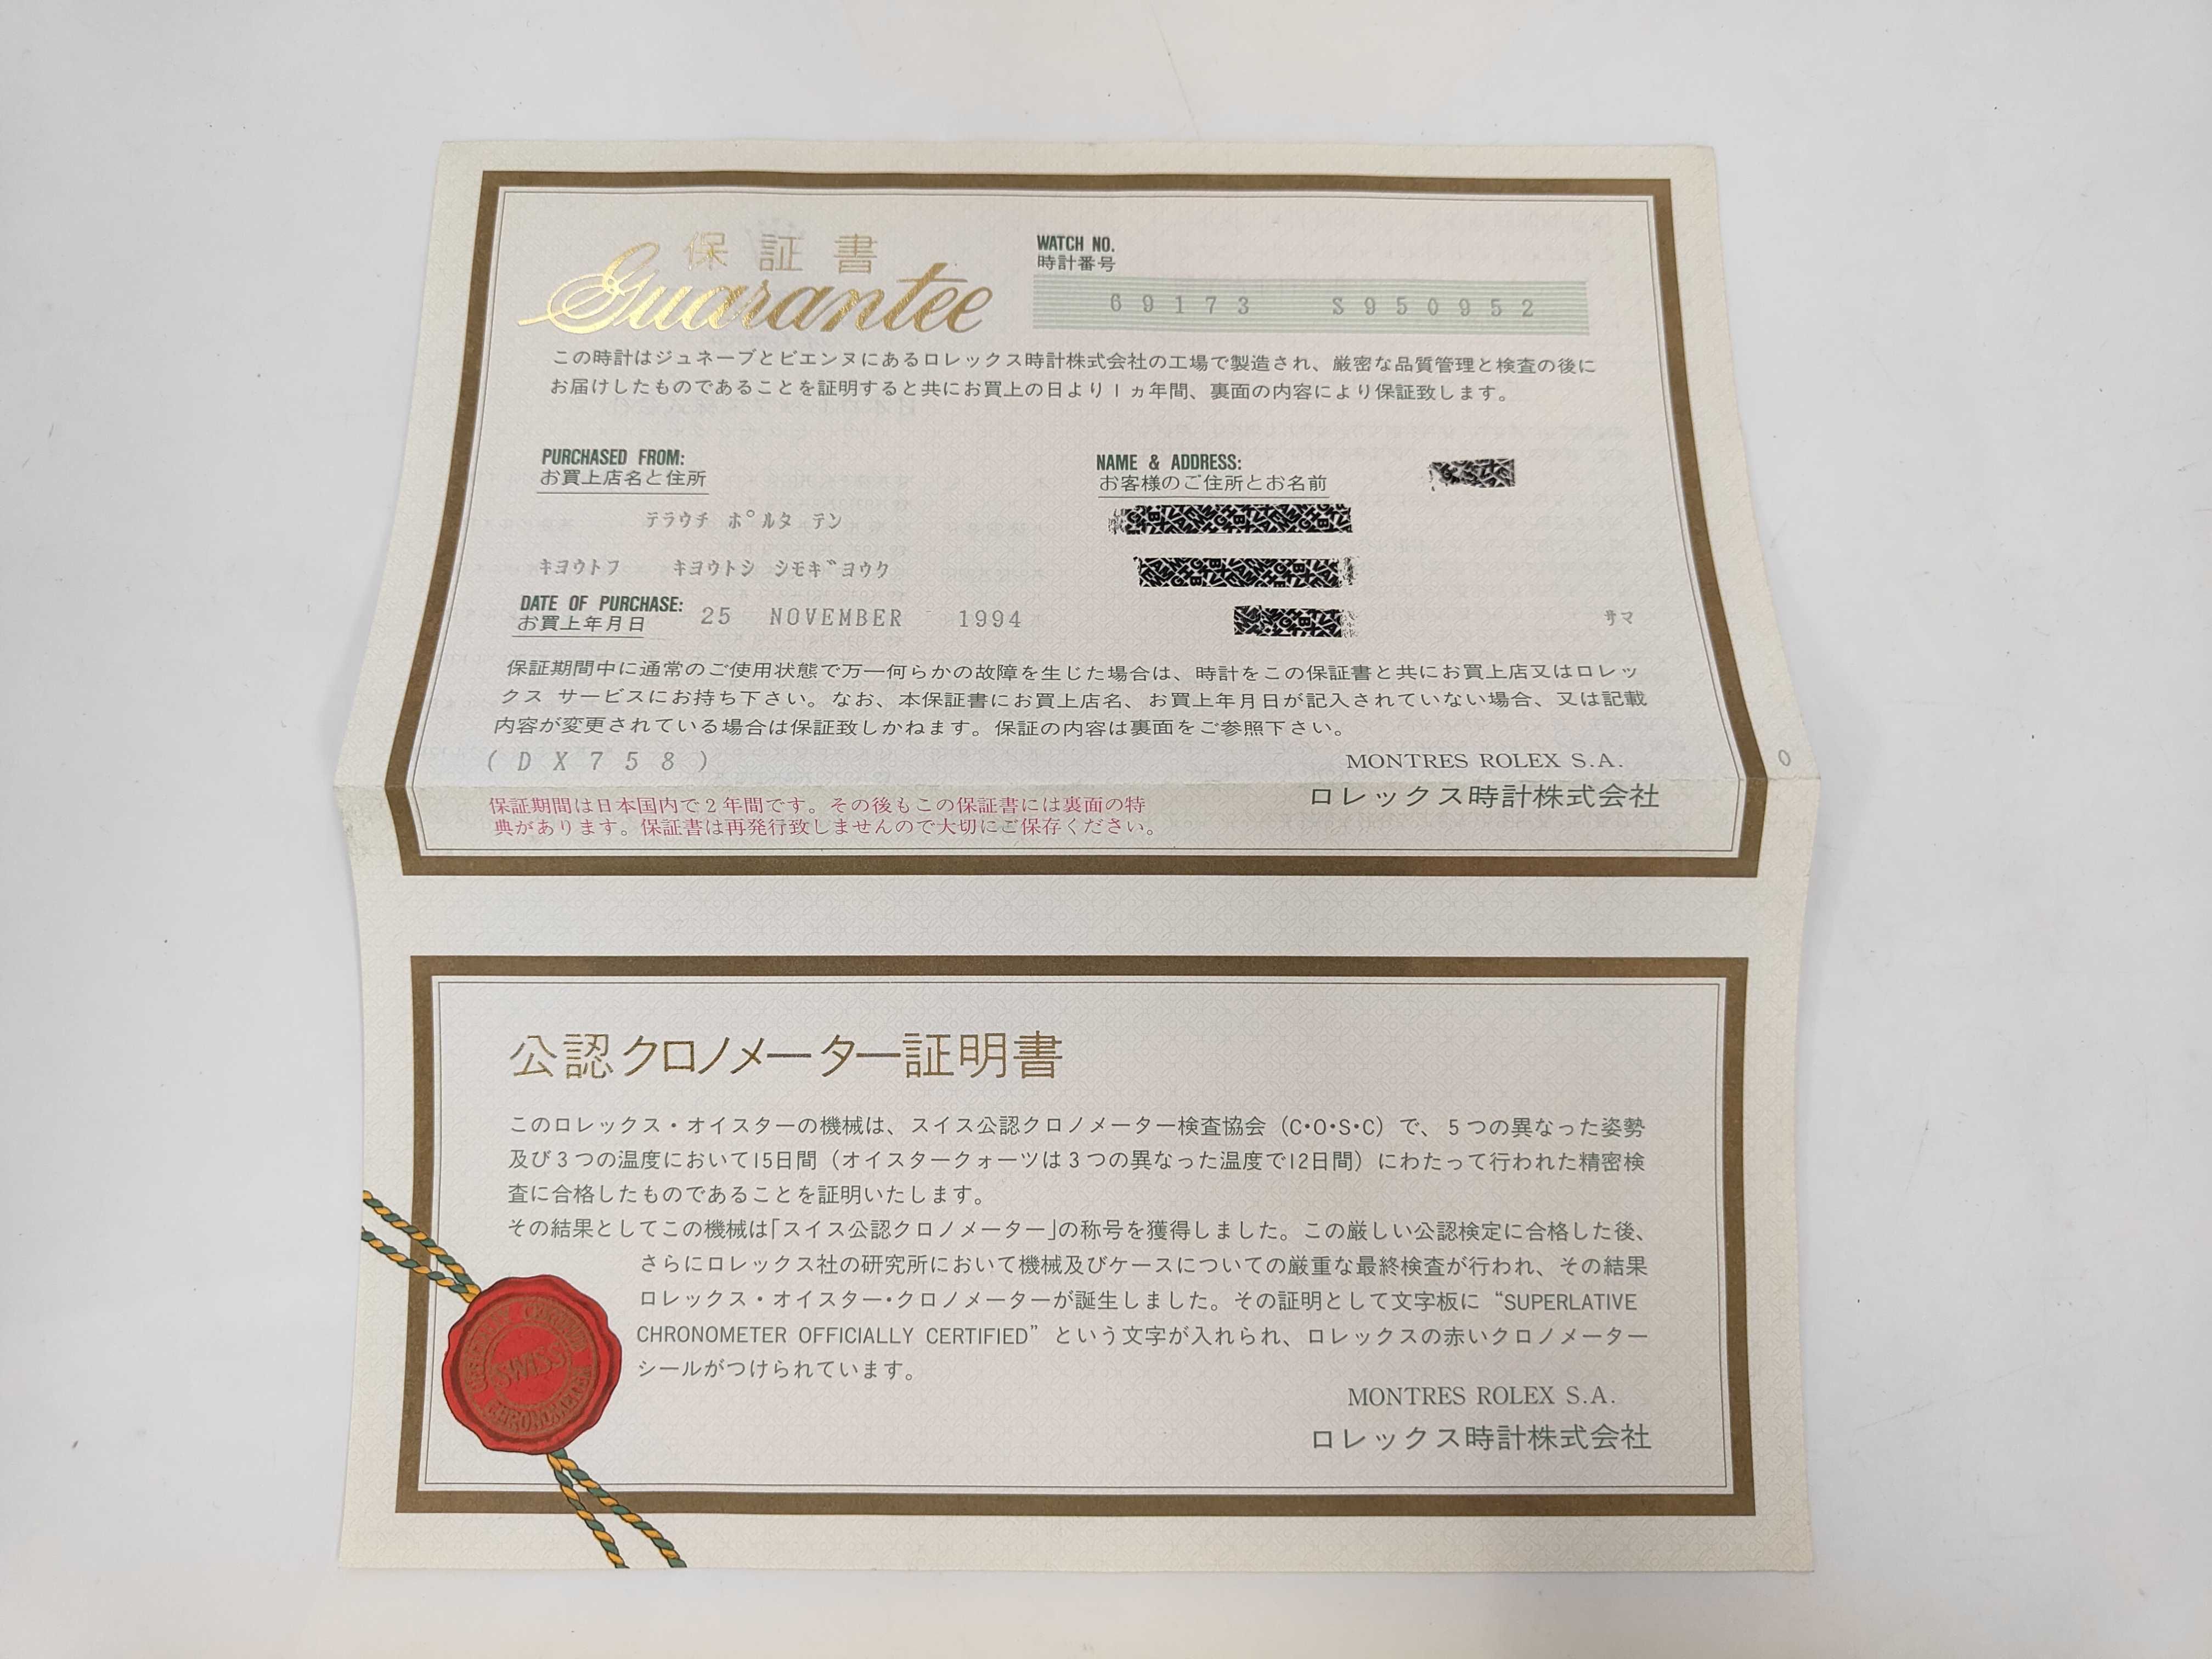 保証書
Guarantee
WATCH NO.
時計番号
69173 S950952
この時計はジュネーブとビエンヌにあるロレックス時計株式会社の工場で製造され、厳密な品質管理と検査の後に
お届けしたものであることを証明すると共にお買上の日より1ヵ年間、裏面の内容により保証致します。
PURCHASED FROM:
お買上店名と住所
テラウチ ポルタ テン
キヨウトフ キヨウトシ シモギヨウク
NAME & ADDRESS:
お客様のご住所とお名前
サマ
DATE OF PURCHASE:
お買上年月日
25 NOVEMBER 1994
保証期間中に通常のご使用状態で万一何らかの故障を生じた場合は、時計をこの保証書と共にお買上店又はロレッ
クス サービスにお持ち下さい。なお、本保証書にお買上店名、お買上年月日が記入されていない場合、又は記載
内容が変更されている場合は保証致しかねます。保証の内容は裏面をご参照下さい。
(DX758)
MONTRES ROLEX S.A.
0
ロレックス時計株式会社
保証期間は日本国内で2年間です。その後もこの保証書には裏面の特
典があります。保証書は再発行致しませんので大切にご保存ください。
公認クロノメーター証明書
このロレックス・オイスターの機械は、スイス公認クロノメーター検査協会（C・O・S・C）で、5つの異なった姿勢
及び3つの温度において15日間（オイスタークォーツは3つの異なった温度で12日間）にわたって行われた精密検
査に合格したものであることを証明いたします。
その結果としてこの機械は「スイス公認クロノメーター」の称号を獲得しました。この厳しい公認検定に合格した後、
さらにロレックス社の研究所において機械及びケースについての厳重な最終検査が行われ、その結果
ロレックス・オイスター・クロノメーターが誕生しました。その証明として文字板に“SUPERLATIVE
CHRONOMETER OFFICIALLY CERTIFIED”という文字が入れられ、ロレックスの赤いクロノメーター
シールがつけられています。
SWISS
CHRONOMETER
MONTRES ROLEX S.A.
ロレックス時計株式会社